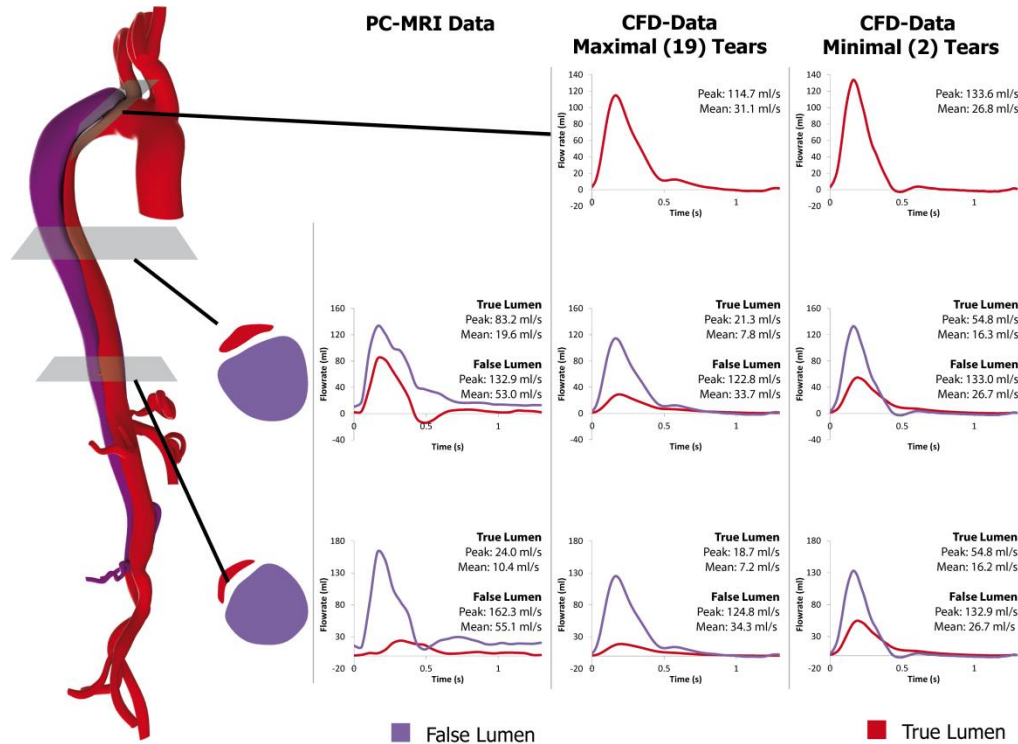 PC-MRI Data
CFD-Data
Maximal (19) Tears
CFD-Data
Minimal (2) Tears
Flow rate (ml)
140
120
100
80
60
40
20
0
-20
0
0.5
1
Time (s)
Peak: 114.7 ml/s
Mean: 31.1 ml/s
Flow rate (ml)
140
120
100
80
60
40
20
0
-20
0
0.5
1
Time (s)
Peak: 133.6 ml/s
Mean: 26.8 ml/s
Flowrate (ml)
160
120
80
40
0
-40
0
0.5
1
Time (s)
True Lumen
Peak: 83.2 ml/s
Mean: 19.6 ml/s
False Lumen
Peak: 132.9 ml/s
Mean: 53.0 ml/s
Flowrate (ml)
160
120
80
40
0
-40
0
0.5
1
Time (s)
True Lumen
Peak: 21.3 ml/s
Mean: 7.8 ml/s
False Lumen
Peak: 122.8 ml/s
Mean: 33.7 ml/s
Flowrate (ml)
160
120
80
40
0
-40
0
0.5
1
Time (s)
True Lumen
Peak: 54.8 ml/s
Mean: 16.3 ml/s
False Lumen
Peak: 133.0 ml/s
Mean: 26.7 ml/s
Flowrate (ml)
180
130
80
30
-20
0
0.5
1
Time (s)
True Lumen
Peak: 24.0 ml/s
Mean: 10.4 ml/s
False Lumen
Peak: 162.3 ml/s
Mean: 55.1 ml/s
Flowrate (ml)
180
130
80
30
-20
0
0.5
1
Time (s)
True Lumen
Peak: 18.7 ml/s
Mean: 7.2 ml/s
False Lumen
Peak: 124.8 ml/s
Mean: 34.3 ml/s
Flowrate (ml)
180
130
80
30
-20
0
0.5
1
Time (s)
True Lumen
Peak: 54.8 ml/s
Mean: 16.2 ml/s
False Lumen
Peak: 132.9 ml/s
Mean: 26.7 ml/s
False Lumen
True Lumen